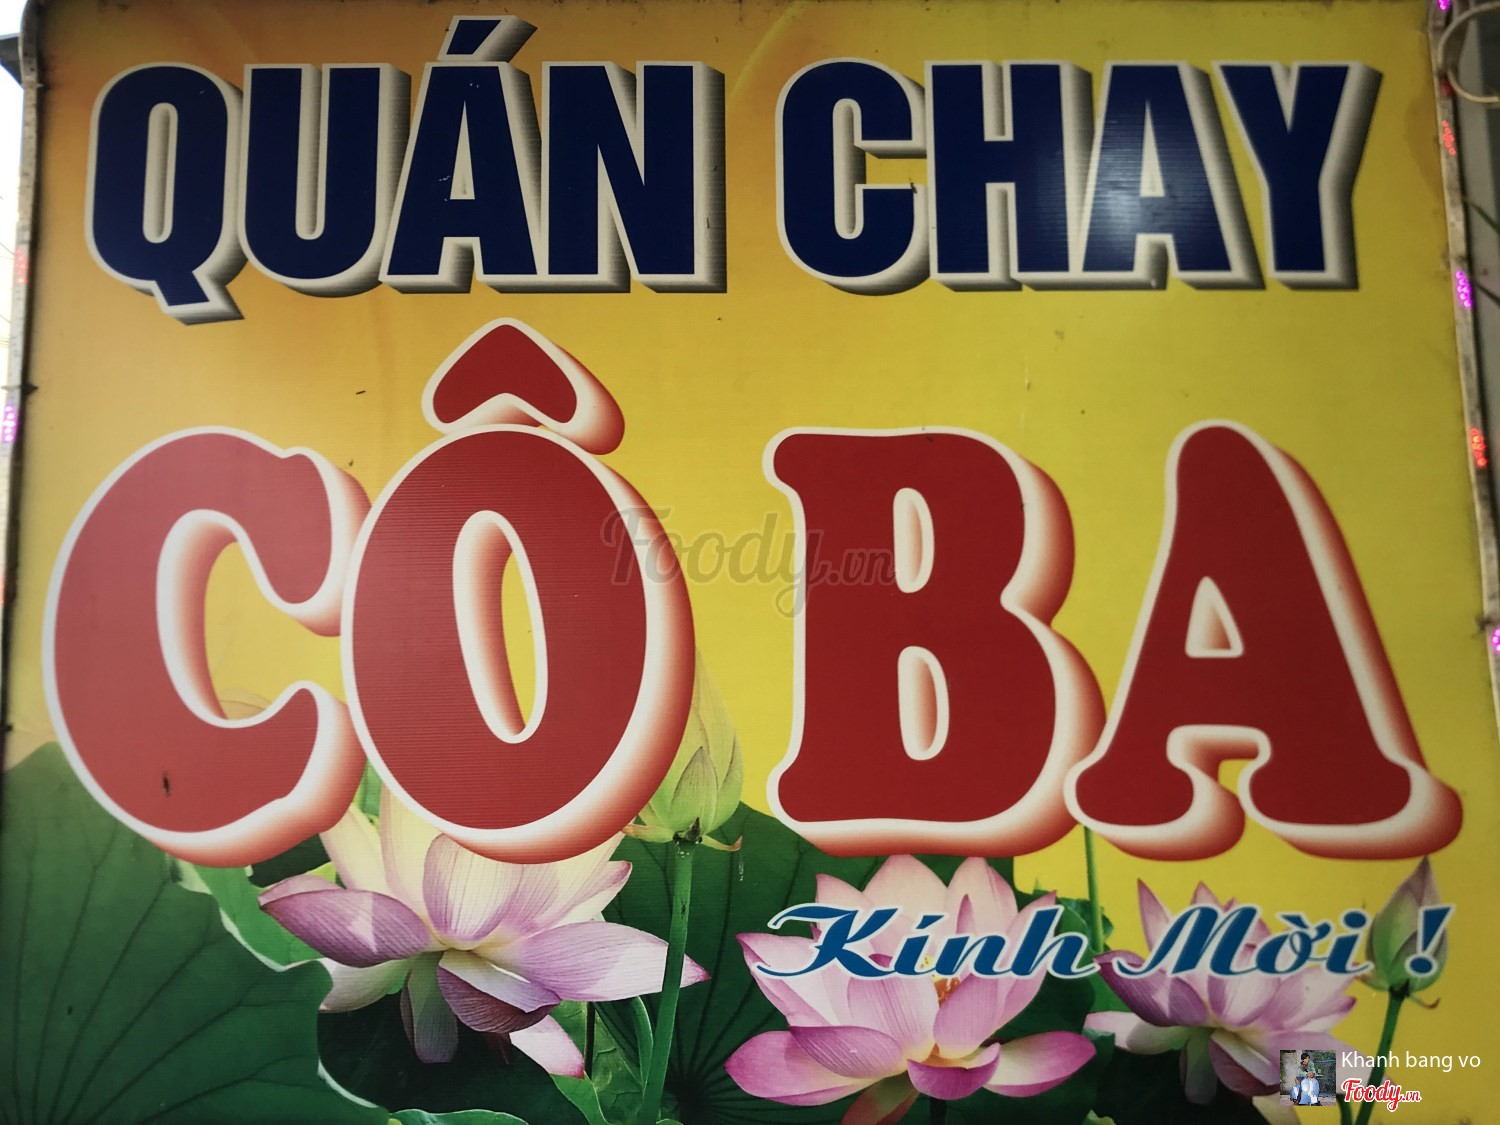 QUÁN CHAY
CÔ BA
Foody.vn
Kính Mời !
Khanh bang vo
Foody.vn